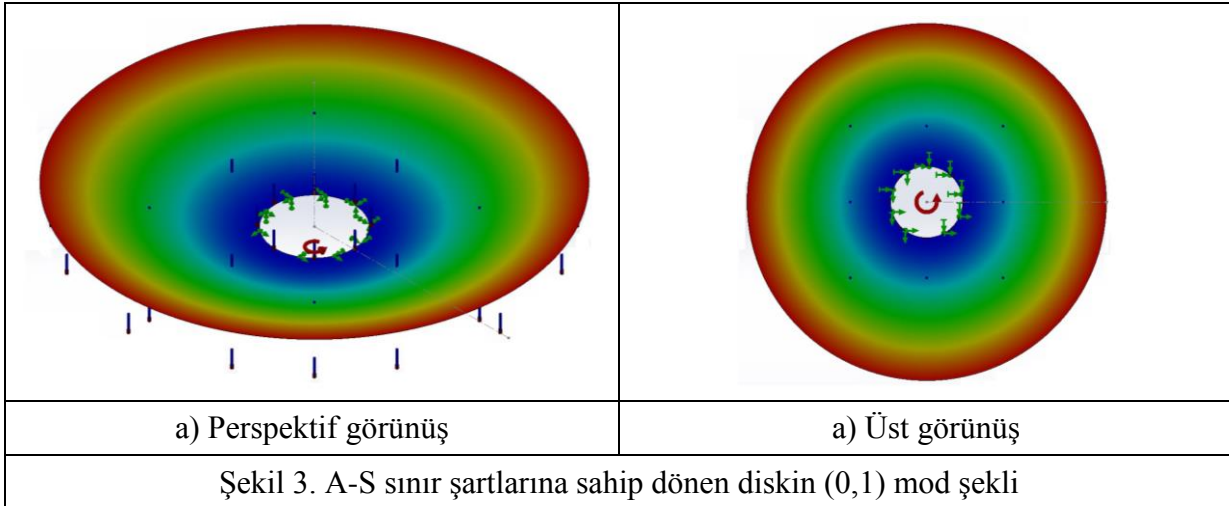 a) Perspektif görünüş
a) Üst görünüş
Şekil 3. A-S sınır şartlarına sahip dönen diskin (0,1) mod şekli